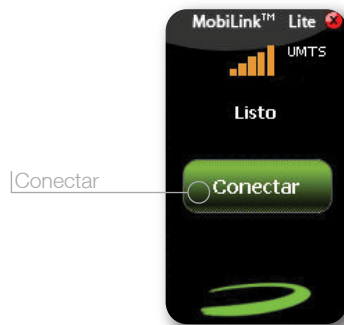 MobiLink™ Lite
UMTS
Listo
Conectar
Conectar